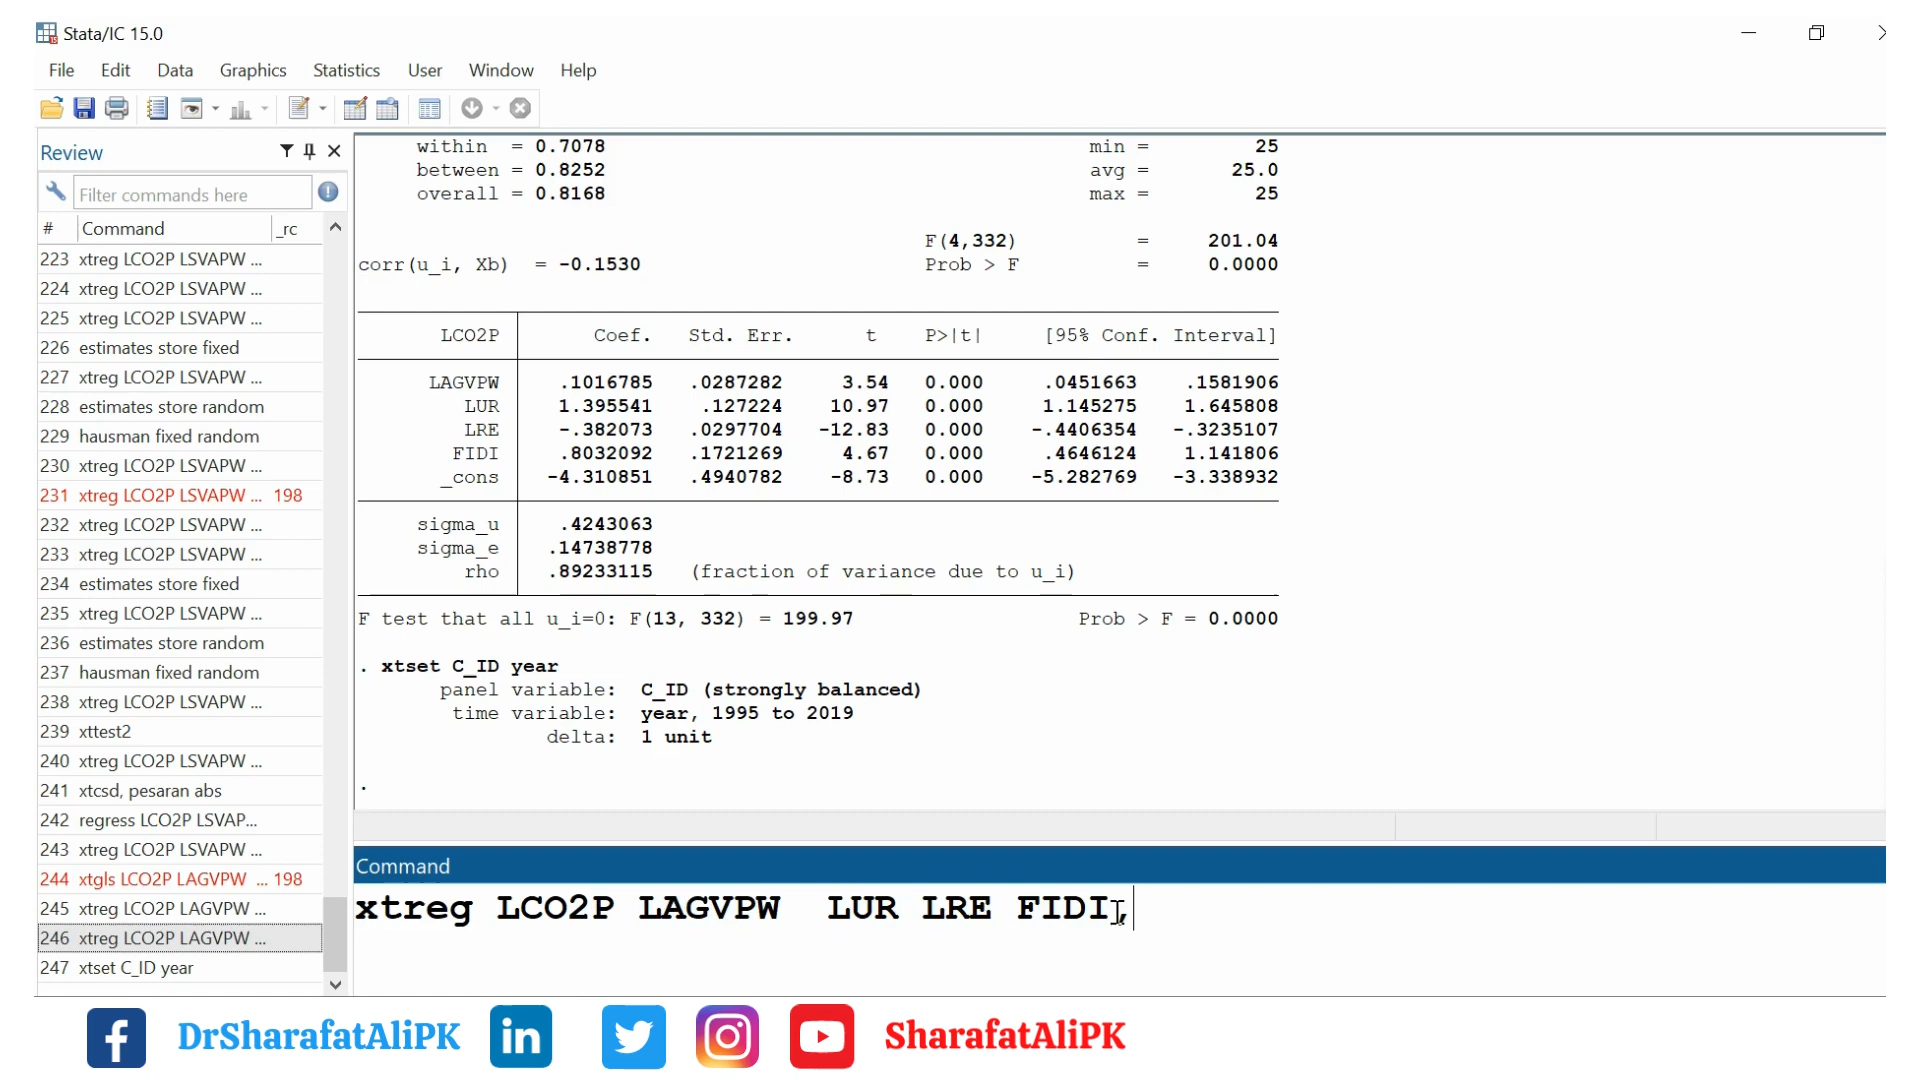 Stata/IC 15.0
File Edit Data Graphics Statistics User Window Help
Review
Filter commands here
# Command _rc
223 xtreg LCO2P LSVAPW ...
224 xtreg LCO2P LSVAPW ...
225 xtreg LCO2P LSVAPW ...
226 estimates store fixed
227 xtreg LCO2P LSVAPW ...
228 estimates store random
229 hausman fixed random
230 xtreg LCO2P LSVAPW ...
231 xtreg LCO2P LSVAPW ... 198
232 xtreg LCO2P LSVAPW ...
233 xtreg LCO2P LSVAPW ...
234 estimates store fixed
235 xtreg LCO2P LSVAPW ...
236 estimates store random
237 hausman fixed random
238 xtreg LCO2P LSVAPW ...
239 xttest2
240 xtreg LCO2P LSVAPW ...
241 xtcsd, pesaran abs
242 regress LCO2P LSVAP...
243 xtreg LCO2P LSVAPW ...
244 xtgls LCO2P LAGVPW ... 198
245 xtreg LCO2P LAGVPW ...
246 xtreg LCO2P LAGVPW ...
247 xtset C_ID year
within = 0.7078 min = 25
between = 0.8252 avg = 25.0
overall = 0.8168 max = 25
F(4,332) = 201.04
corr(u_i, Xb) = -0.1530 Prob > F = 0.0000
LCO2P Coef. Std. Err. t P>|t| [95% Conf. Interval]
LAGVPW .1016785 .0287282 3.54 0.000 .0451663 .1581906
LUR 1.395541 .127224 10.97 0.000 1.145275 1.645808
LRE -.382073 .0297704 -12.83 0.000 -.4406354 -.3235107
FIDI .8032092 .1721269 4.67 0.000 .4646124 1.141806
_cons -4.310851 .4940782 -8.73 0.000 -5.282769 -3.338932
sigma_u .4243063
sigma_e .14738778
rho .89233115 (fraction of variance due to u_i)
F test that all u_i=0: F(13, 332) = 199.97 Prob > F = 0.0000
. xtset C_ID year
panel variable: C_ID (strongly balanced)
time variable: year, 1995 to 2019
delta: 1 unit
.
Command
xtreg LCO2P LAGVPW  LUR LRE FIDI,
DrSharafatAliPK
SharafatAliPK